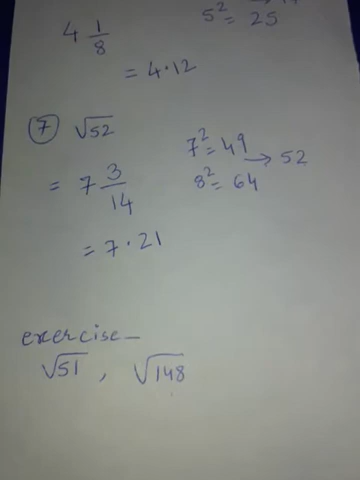 5² = 25
4 1/8
= 4·12
7 √52
7² = 49
→ 52
= 7 3/14
8² = 64
= 7·21
exercise-
√51, √148